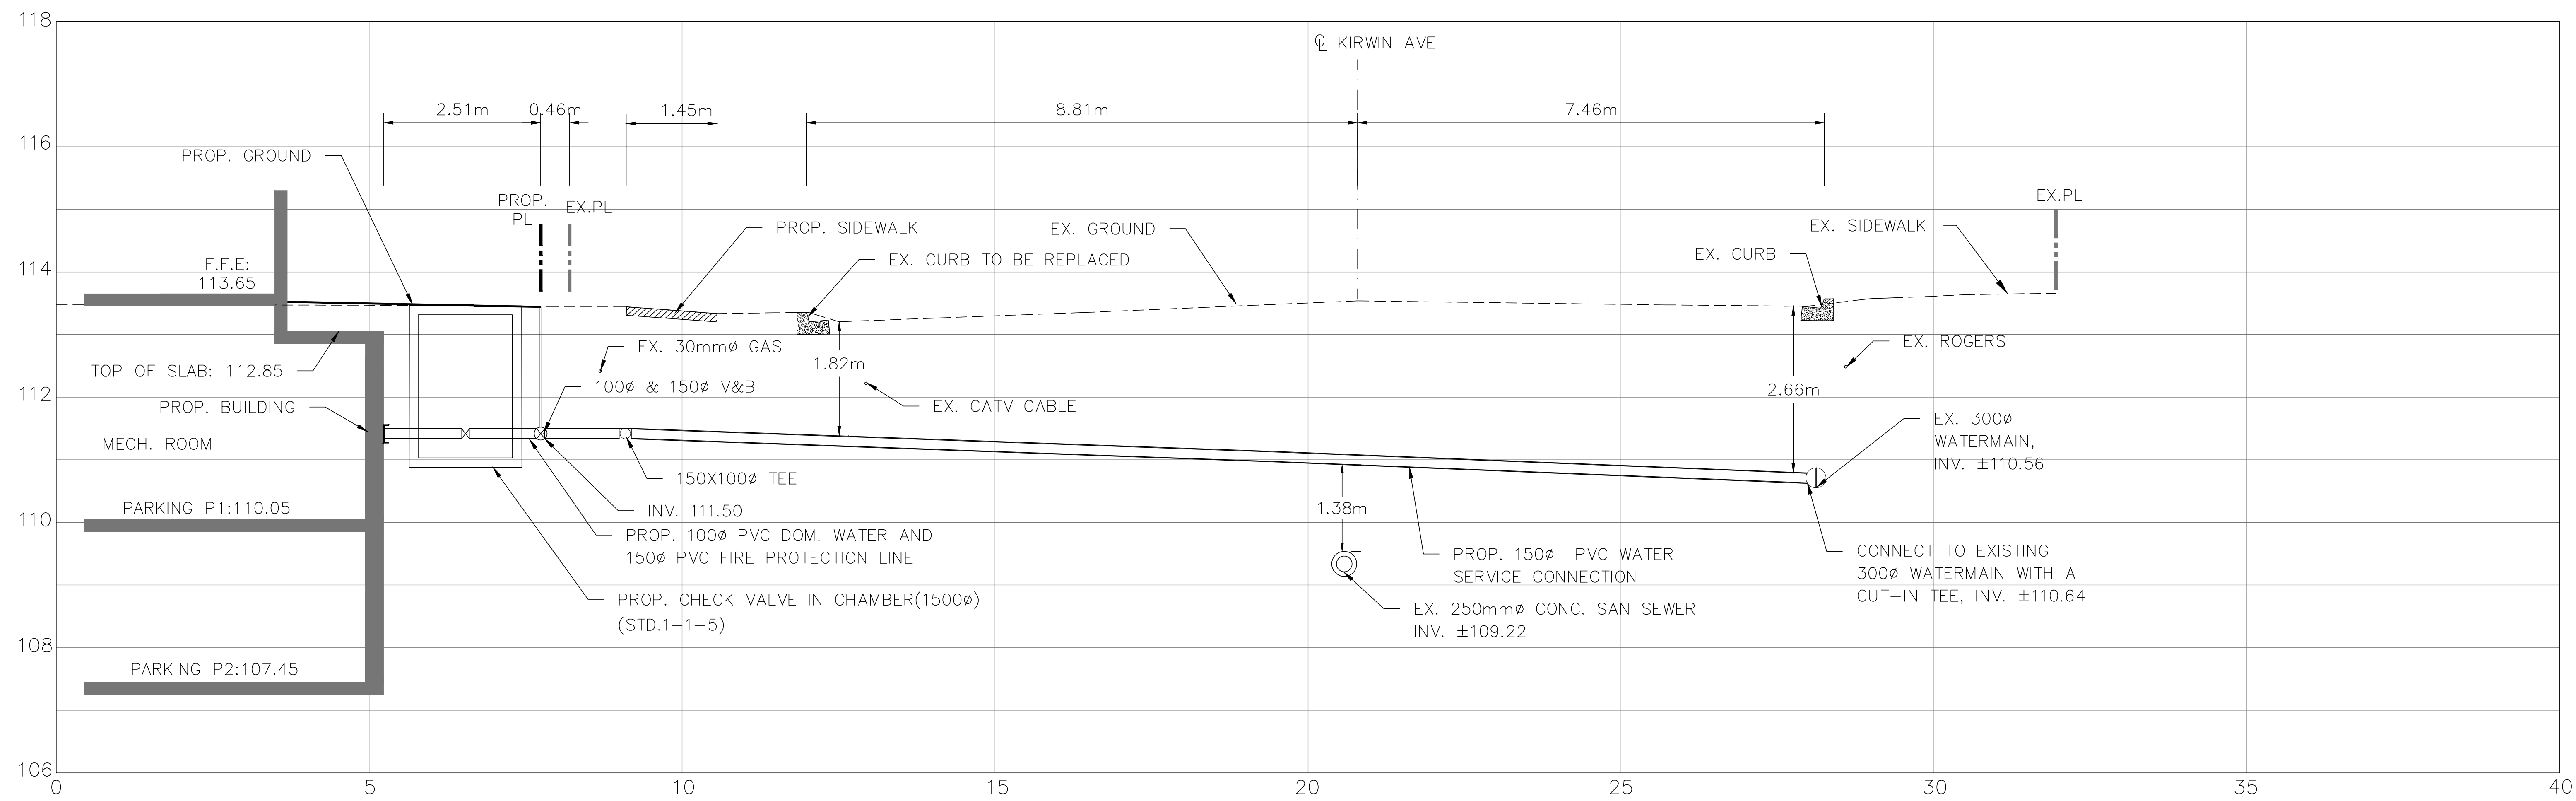 118
116
114
112
110
108
106
0
5
10
15
20
25
30
35
40
℄ KIRWIN AVE
2.51m
0.46m
1.45m
8.81m
7.46m
PROP. GROUND
PROP.
PL
EX.PL
PROP. SIDEWALK
EX. GROUND
EX. CURB TO BE REPLACED
EX. SIDEWALK
EX.PL
EX. CURB
F.F.E:
113.65
TOP OF SLAB: 112.85
PROP. BUILDING
MECH. ROOM
PARKING P1:110.05
PARKING P2:107.45
EX. 30mmø GAS
100ø & 150ø V&B
1.82m
EX. CATV CABLE
EX. ROGERS
2.66m
EX. 300ø
WATERMAIN,
INV. ±110.56
150X100ø TEE
INV. 111.50
PROP. 100ø PVC DOM. WATER AND
150ø PVC FIRE PROTECTION LINE
PROP. CHECK VALVE IN CHAMBER(1500ø)
(STD.1-1-5)
1.38m
PROP. 150ø PVC WATER
SERVICE CONNECTION
EX. 250mmø CONC. SAN SEWER
INV. ±109.22
CONNECT TO EXISTING
300ø WATERMAIN WITH A
CUT-IN TEE, INV. ±110.64